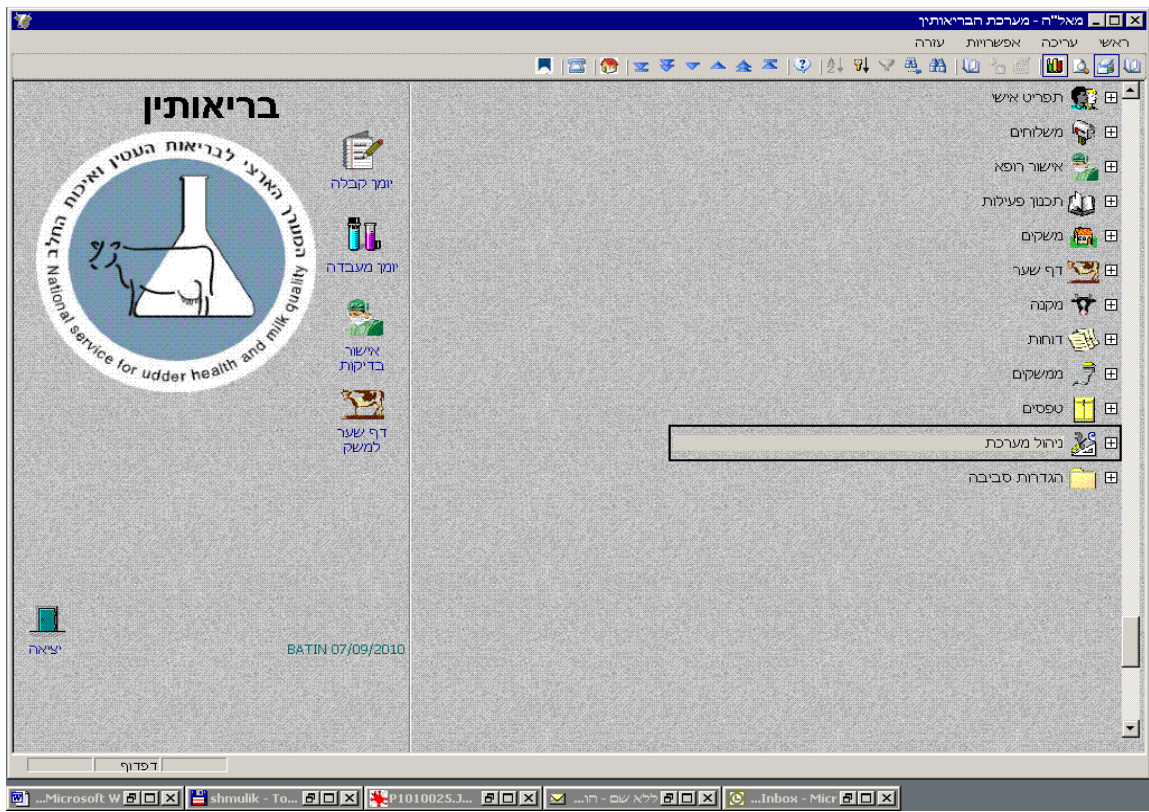 מאל"ה - מערכת הבריאותין
ראשי עריכה אפשרויות עזרה
תפריט אישי
משלוחים
אישור רופא
תכנון פעילות
משקים
דף שער
מקנה
דוחות
ממשקים
טפסים
ניהול מערכת
הגדרות סביבה
בריאותין
המערך הארצי לבריאות העטין ואיכות החלב
National service for udder health and milk quality
יומן קבלה
יומן מעבדה
אישור
בדיקות
דף שער
למשק
יציאה
BATIN 07/09/2010
דפדוף
...Microsoft W
shmulik - To...
P1010025.J...
ללא שם - הו...
...Inbox - Micr